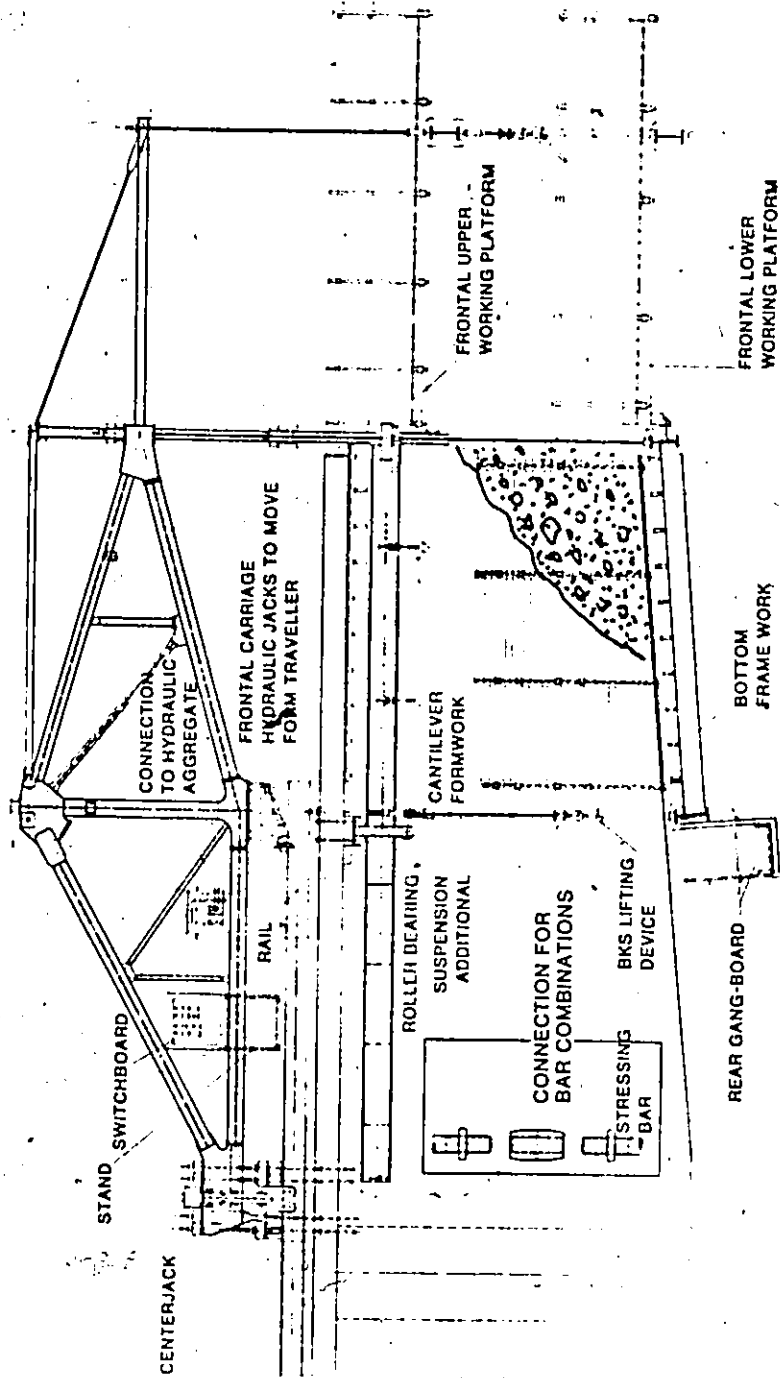 CENTERJACK
STAND
SWITCHBOARD
CONNECTION
TO HYDRAULIC
AGGREGATE
RAIL
FRONTAL CARRIAGE
HYDRAULIC JACKS TO MOVE
FORM TRAVELLER
ROLLER BEARING
SUSPENSION
ADDITIONAL
CANTILEVER
FORMWORK
FRONTAL UPPER
WORKING PLATFORM
CONNECTION FOR
BAR COMBINATIONS
STRESSING
BAR
BKS LIFTING
DEVICE
REAR GANG-BOARD
BOTTOM
FRAME WORK
FRONTAL LOWER
WORKING PLATFORM